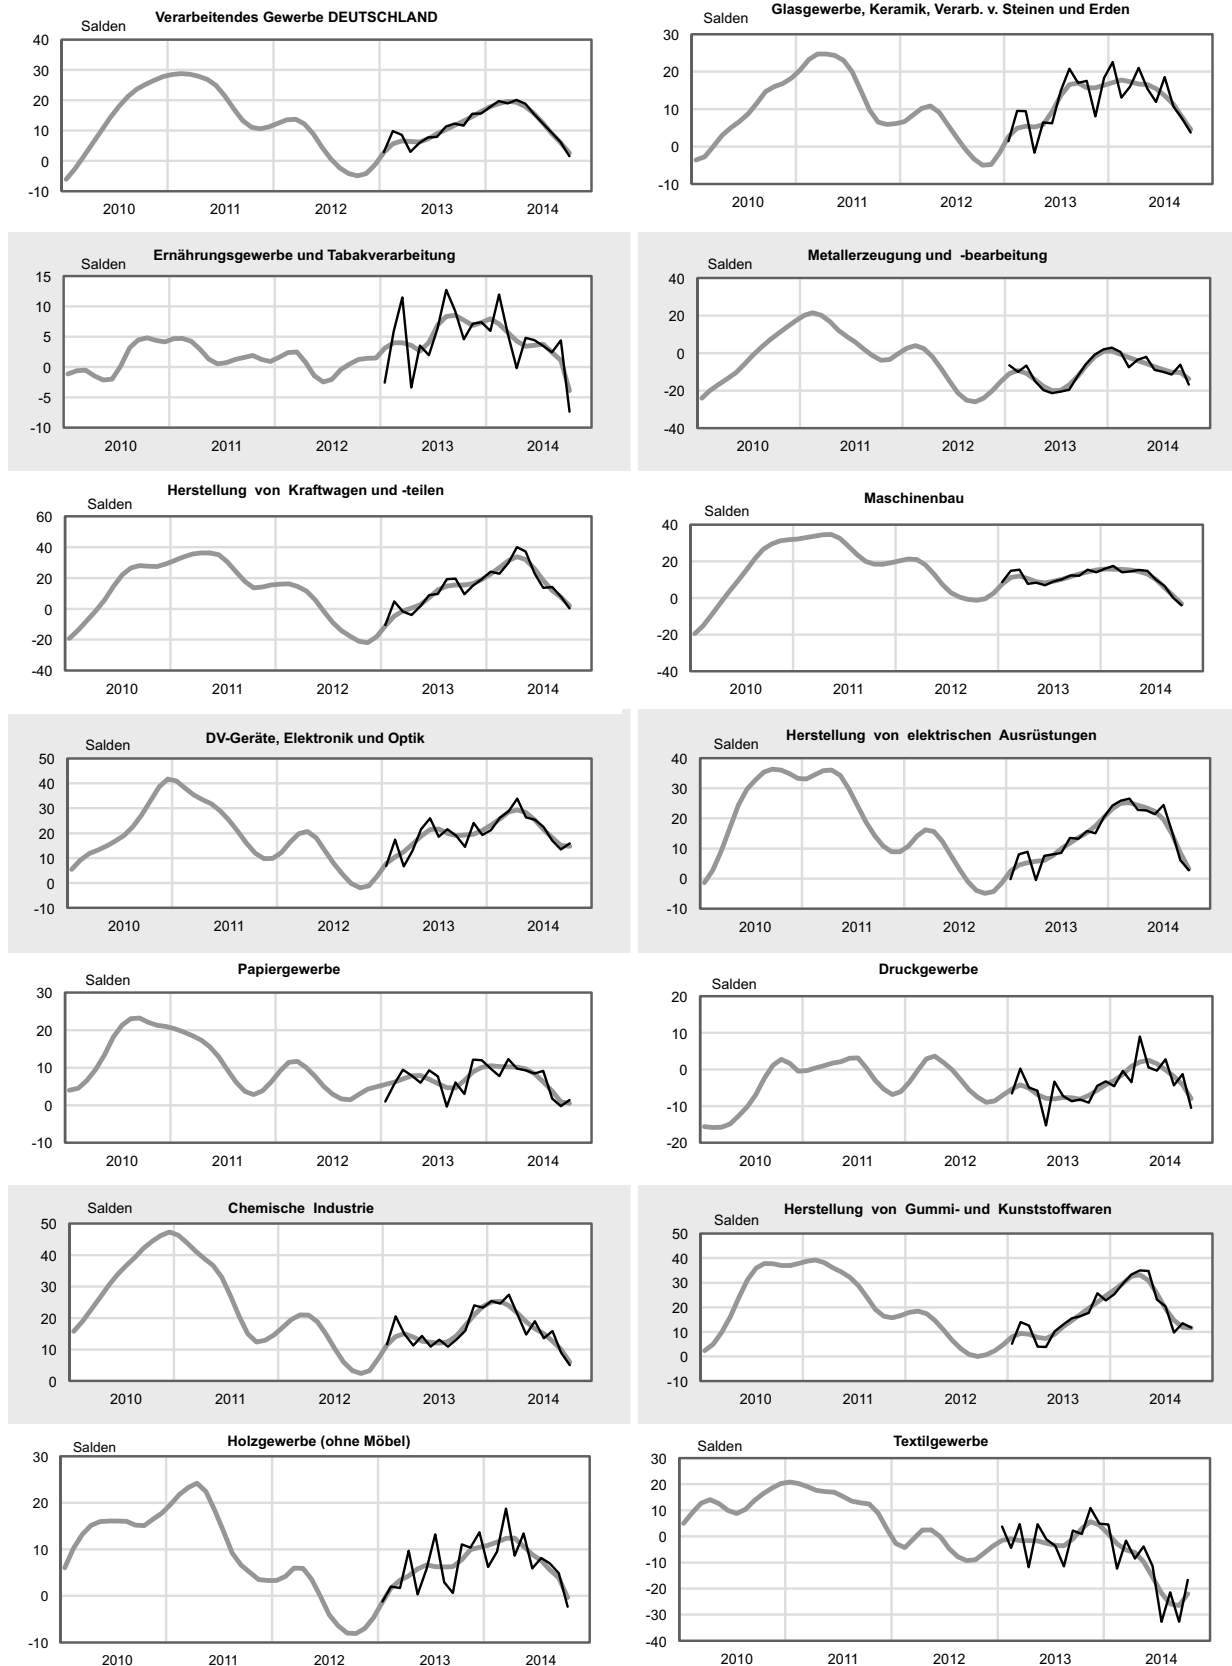 Verarbeitendes Gewerbe DEUTSCHLAND
Salden
40
30
20
10
0
-10
2010 2011 2012 2013 2014
Glasgewerbe, Keramik, Verarb. v. Steinen und Erden
Salden
30
20
10
0
-10
2010 2011 2012 2013 2014
Ernährungsgewerbe und Tabakverarbeitung
Salden
15
10
5
0
-5
-10
2010 2011 2012 2013 2014
Metallerzeugung und -bearbeitung
Salden
40
20
0
-20
-40
2010 2011 2012 2013 2014
Herstellung von Kraftwagen und -teilen
Salden
60
40
20
0
-20
-40
2010 2011 2012 2013 2014
Maschinenbau
Salden
40
20
0
-20
-40
2010 2011 2012 2013 2014
DV-Geräte, Elektronik und Optik
Salden
50
40
30
20
10
0
-10
2010 2011 2012 2013 2014
Herstellung von elektrischen Ausrüstungen
Salden
40
30
20
10
0
-10
2010 2011 2012 2013 2014
Papiergewerbe
Salden
30
20
10
0
-10
2010 2011 2012 2013 2014
Druckgewerbe
Salden
20
10
0
-10
-20
2010 2011 2012 2013 2014
Chemische Industrie
Salden
50
40
30
20
10
0
2010 2011 2012 2013 2014
Herstellung von Gummi- und Kunststoffwaren
Salden
50
40
30
20
10
0
-10
2010 2011 2012 2013 2014
Holzgewerbe (ohne Möbel)
Salden
30
20
10
0
-10
2010 2011 2012 2013 2014
Textilgewerbe
Salden
30
20
10
0
-10
-20
-30
-40
2010 2011 2012 2013 2014